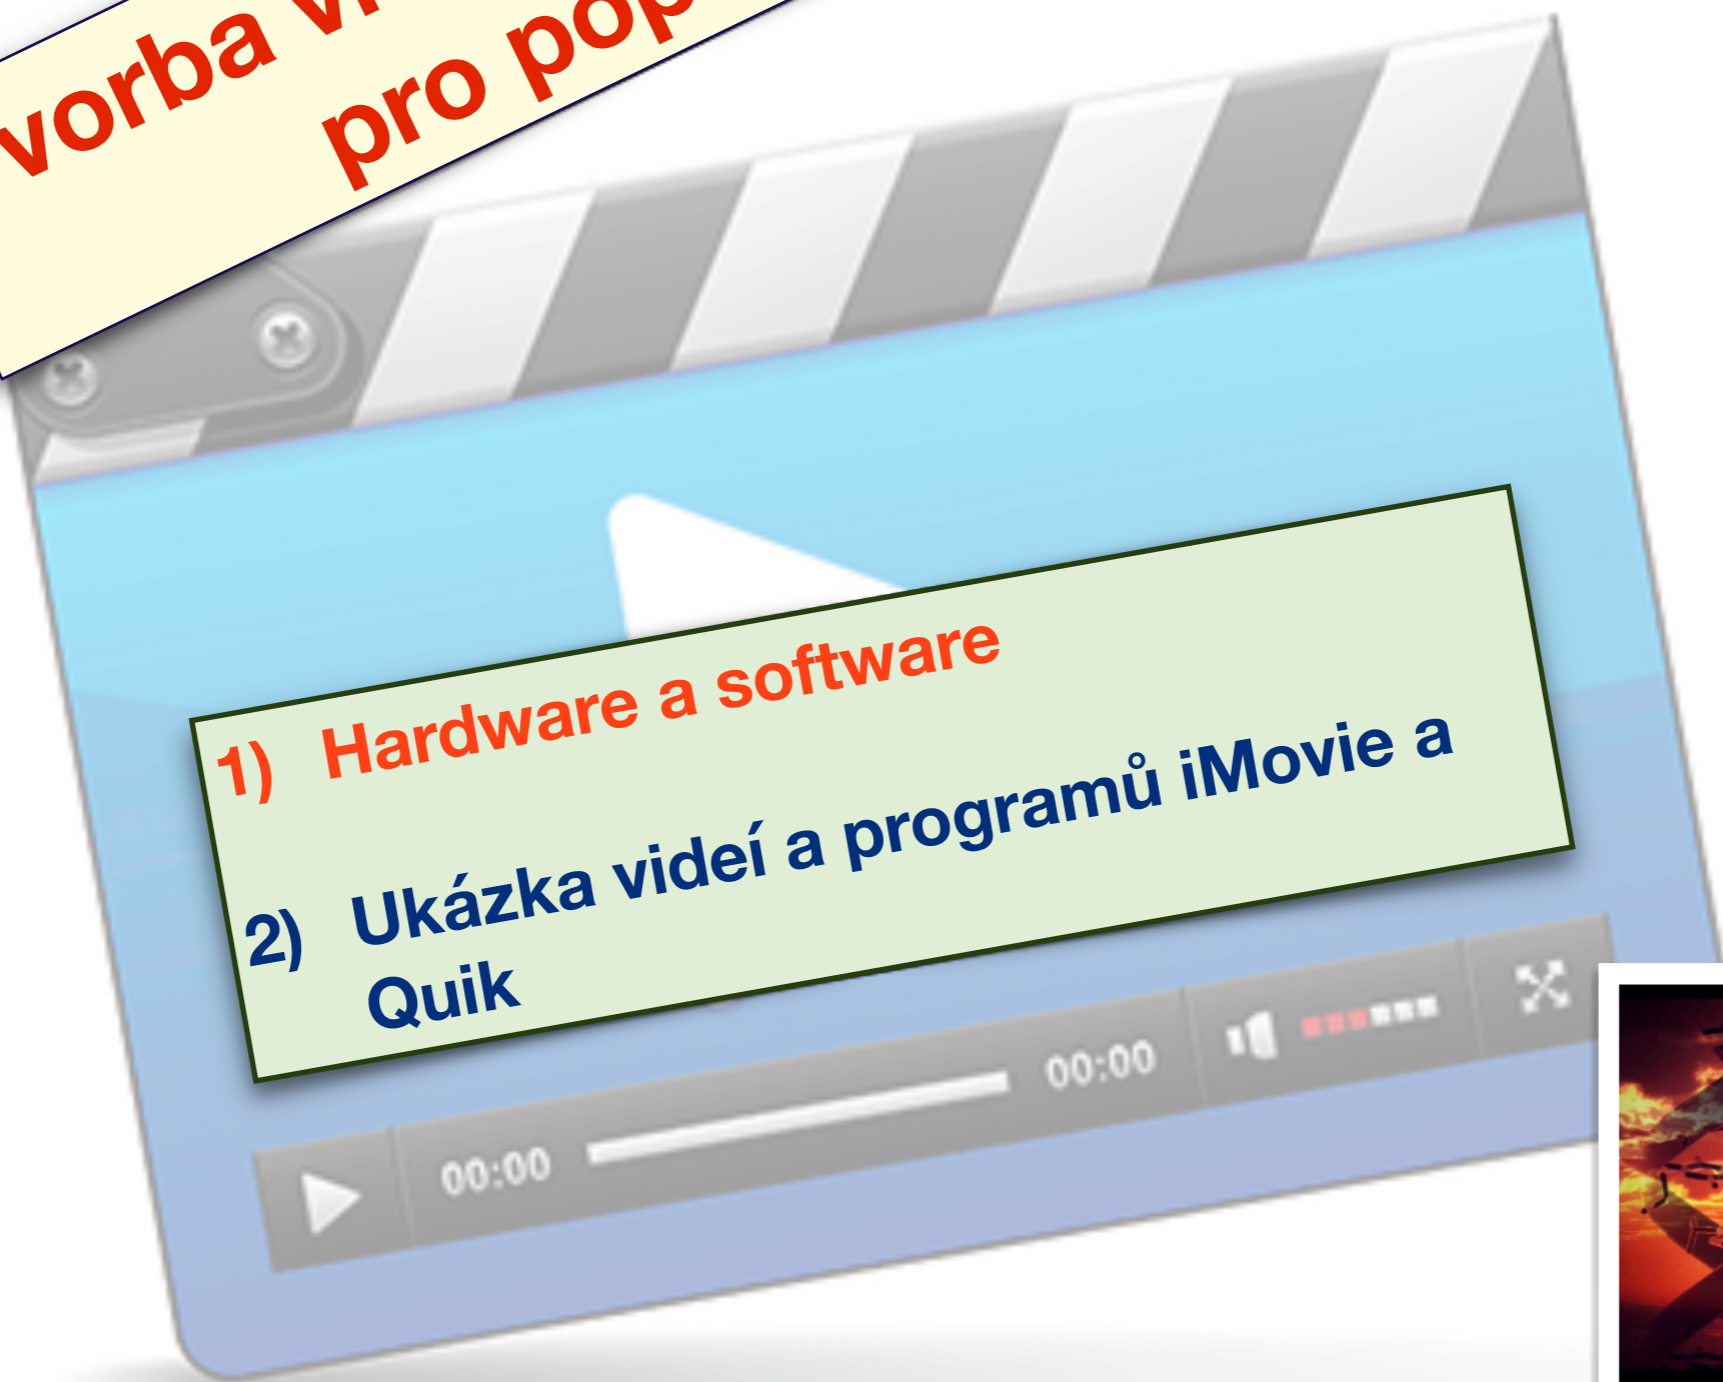 vorba
pro
1) Hardware a software
2) Ukázka videí a programů iMovie a
Quik
00:00
00:00